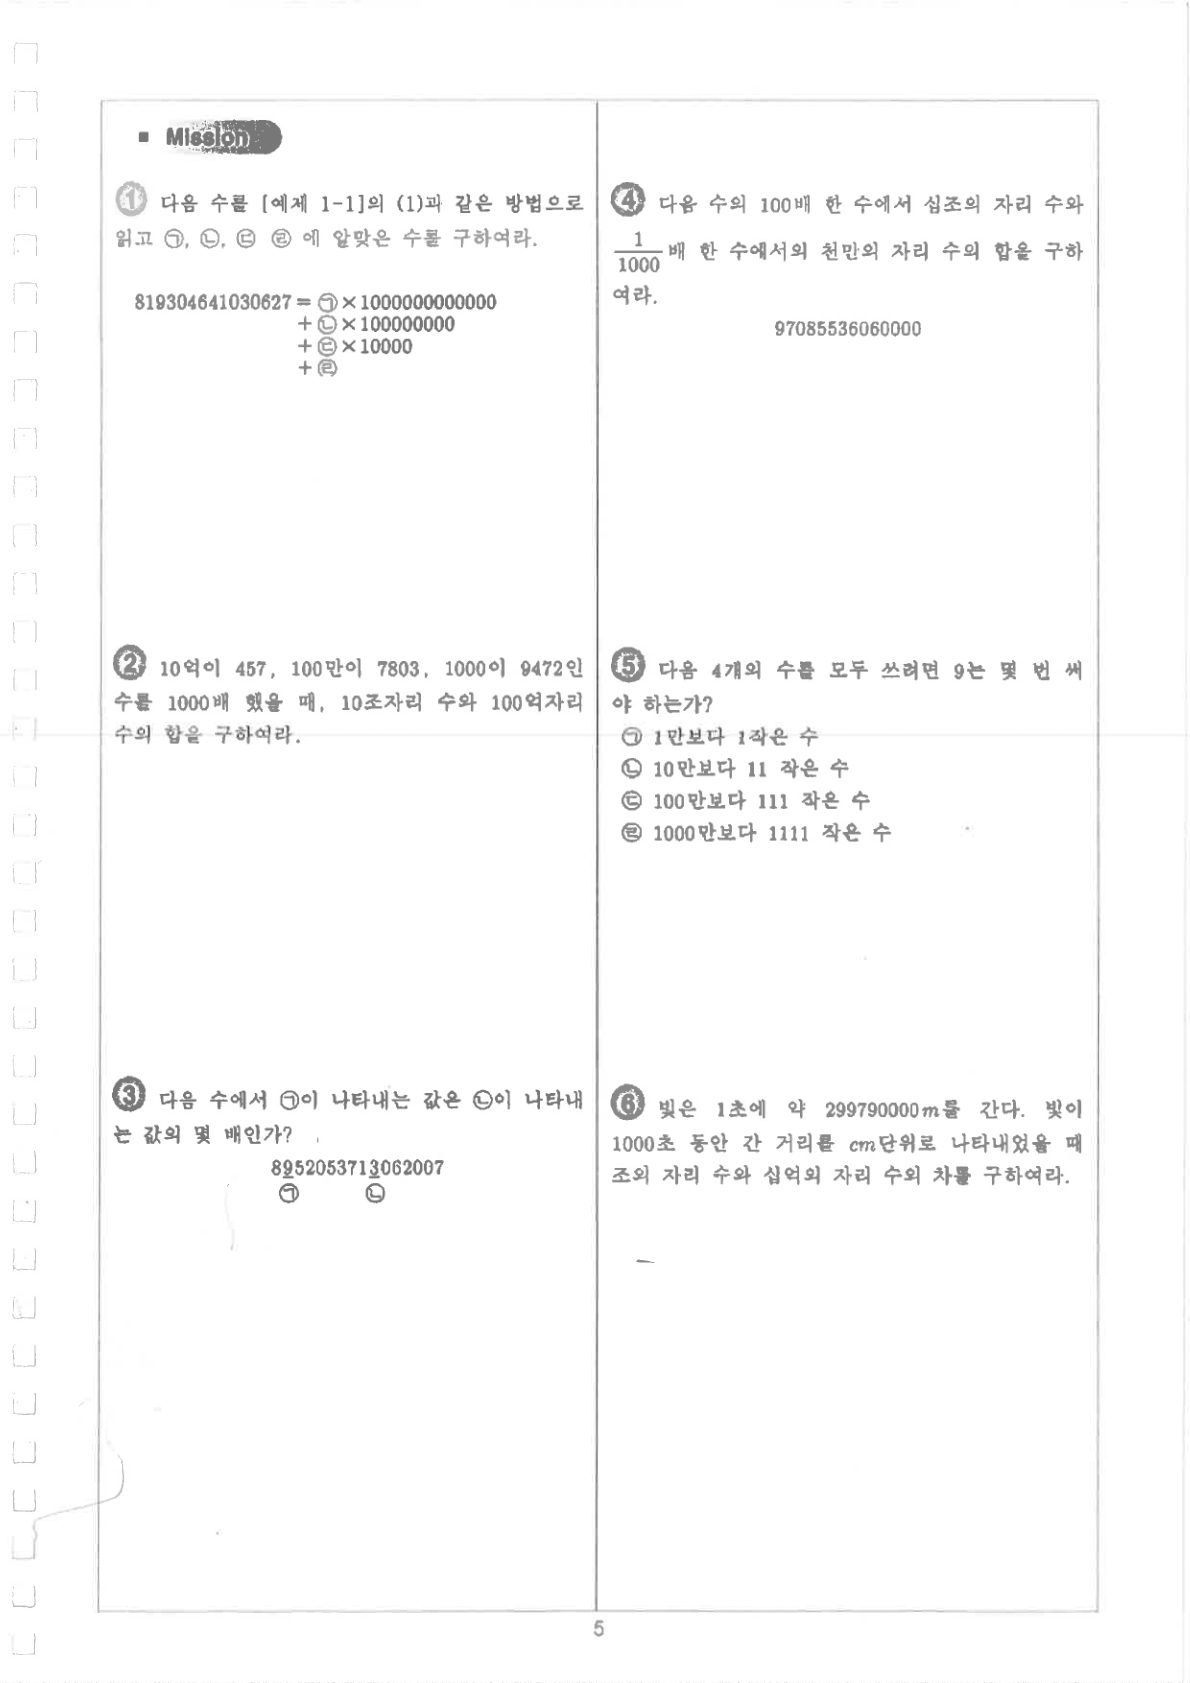 ▪ Mission
1 다음 수를 [예제 1-1]의 (1)과 같은 방법으로
읽고 ㉠, ㉡, ㉢ ㉣ 에 알맞은 수를 구하여라.
819304641030627 = ㉠ × 1000000000000
+ ㉡ × 100000000
+ ㉢ × 10000
+ ㉣
2 10억이 457, 100만이 7803, 1000이 9472인
수를 1000배 했을 때, 10조자리 수와 100억자리
수의 합을 구하여라.
3 다음 수에서 ㉠이 나타내는 값은 ㉡이 나타내
는 값의 몇 배인가?
8952053713062007
㉠ ㉡
4 다음 수의 100배 한 수에서 십조의 자리 수와
1/1000 배 한 수에서의 천만의 자리 수의 합을 구하
여라.
97085536060000
5 다음 4개의 수를 모두 쓰려면 9는 몇 번 써
야 하는가?
㉠ 1만보다 1작은 수
㉡ 10만보다 11 작은 수
㉢ 100만보다 111 작은 수
㉣ 1000만보다 1111 작은 수
6 빛은 1초에 약 299790000m를 간다. 빛이
1000초 동안 간 거리를 cm단위로 나타내었을 때
조의 자리 수와 십억의 자리 수의 차를 구하여라.
5